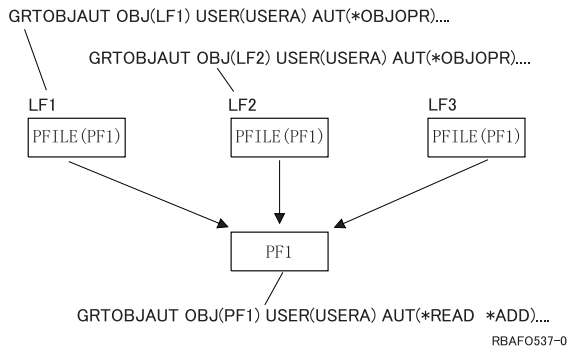 GRTOBJAUT OBJ(LF1) USER(USERA) AUT(*OBJOPR)....
GRTOBJAUT OBJ(LF2) USER(USERA) AUT(*OBJOPR)....
LF1
LF2
LF3
PFILE(PF1)
PFILE(PF1)
PFILE(PF1)
PF1
GRTOBJAUT OBJ(PF1) USER(USERA) AUT(*READ *ADD)....
RBAFO537-0